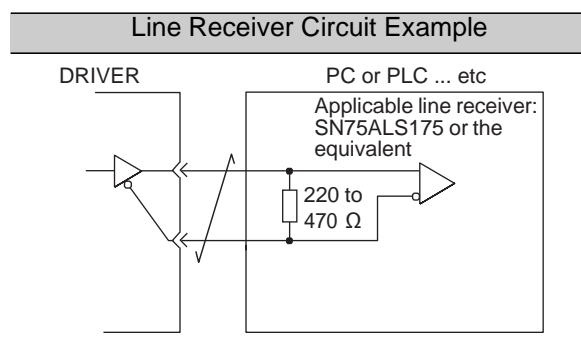 Line Receiver Circuit Example
DRIVER
PC or PLC ... etc
Applicable line receiver:
SN75ALS175 or the
equivalent
220 to
470 Ω